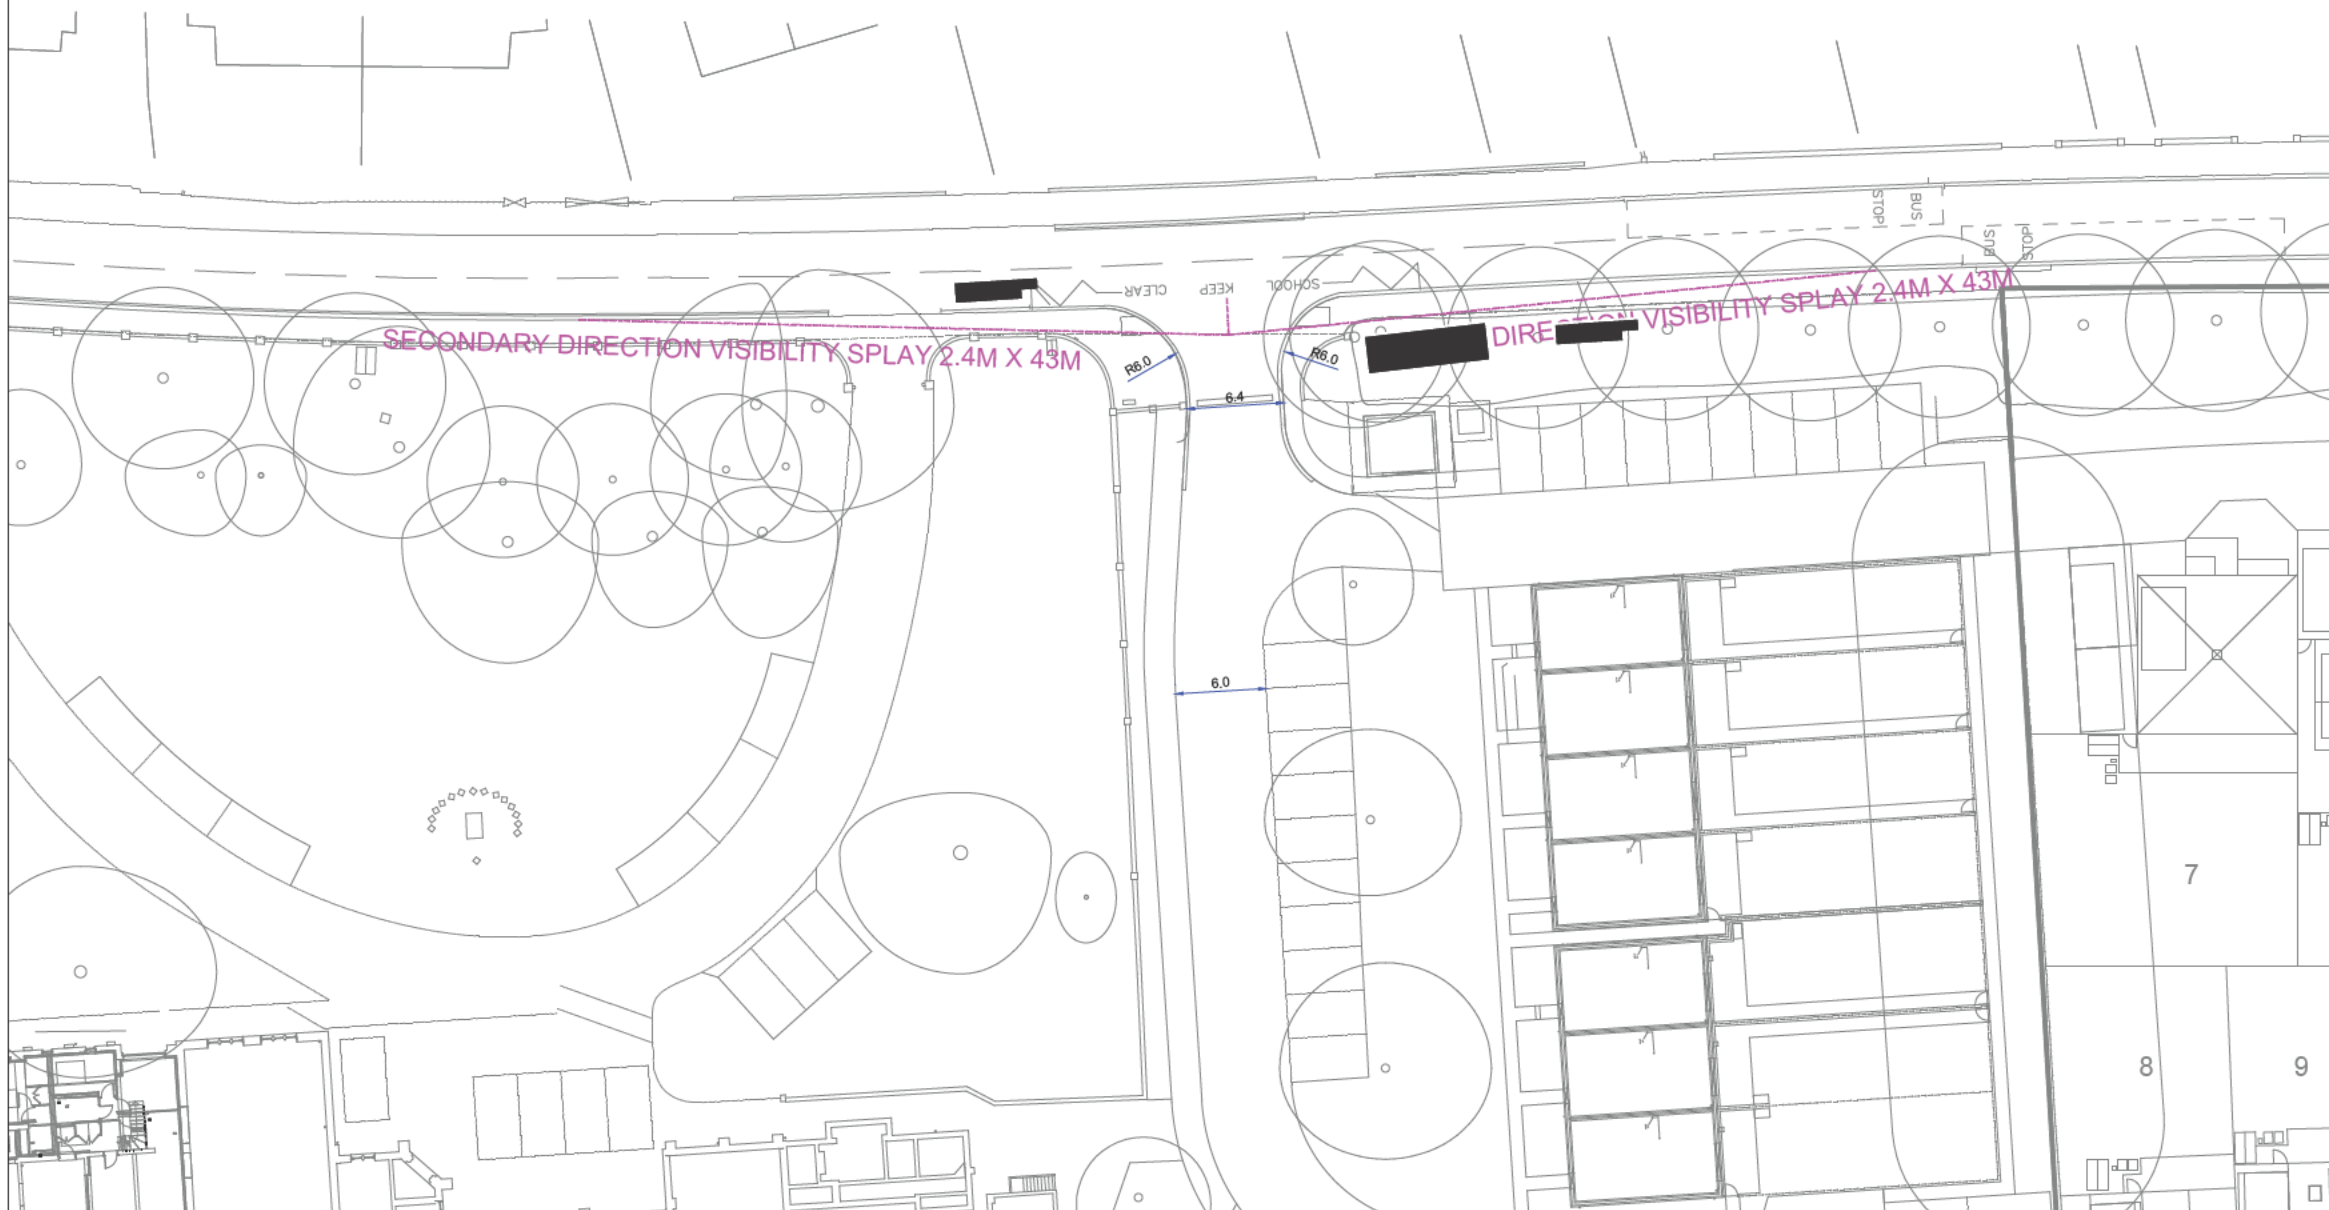 STOP
BUS
BUS
STOP
CLEAR
KEEP
SCHOOL
SECONDARY DIRECTION VISIBILITY SPLAY 2.4M X 43M
DIRECTION VISIBILITY SPLAY 2.4M X 43M
R6.0
R6.0
6.4
6.0
7
8
9